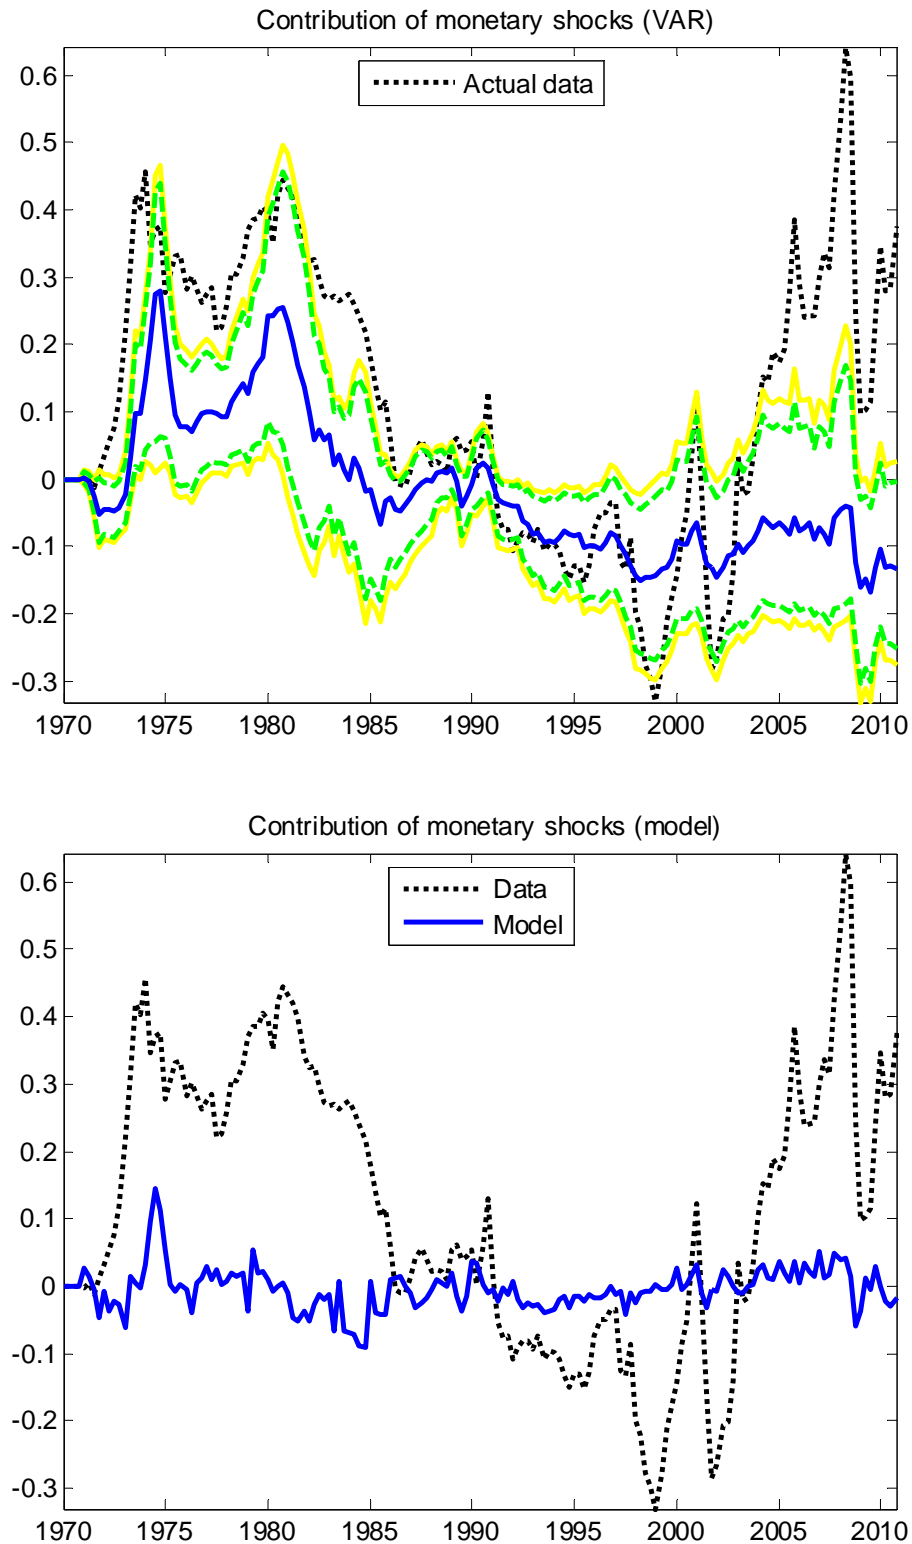 Contribution of monetary shocks (VAR)
Actual data
0.6
0.5
0.4
0.3
0.2
0.1
0
-0.1
-0.2
-0.3
1970 1975 1980 1985 1990 1995 2000 2005 2010
Contribution of monetary shocks (model)
Data
Model
0.6
0.5
0.4
0.3
0.2
0.1
0
-0.1
-0.2
-0.3
1970 1975 1980 1985 1990 1995 2000 2005 2010